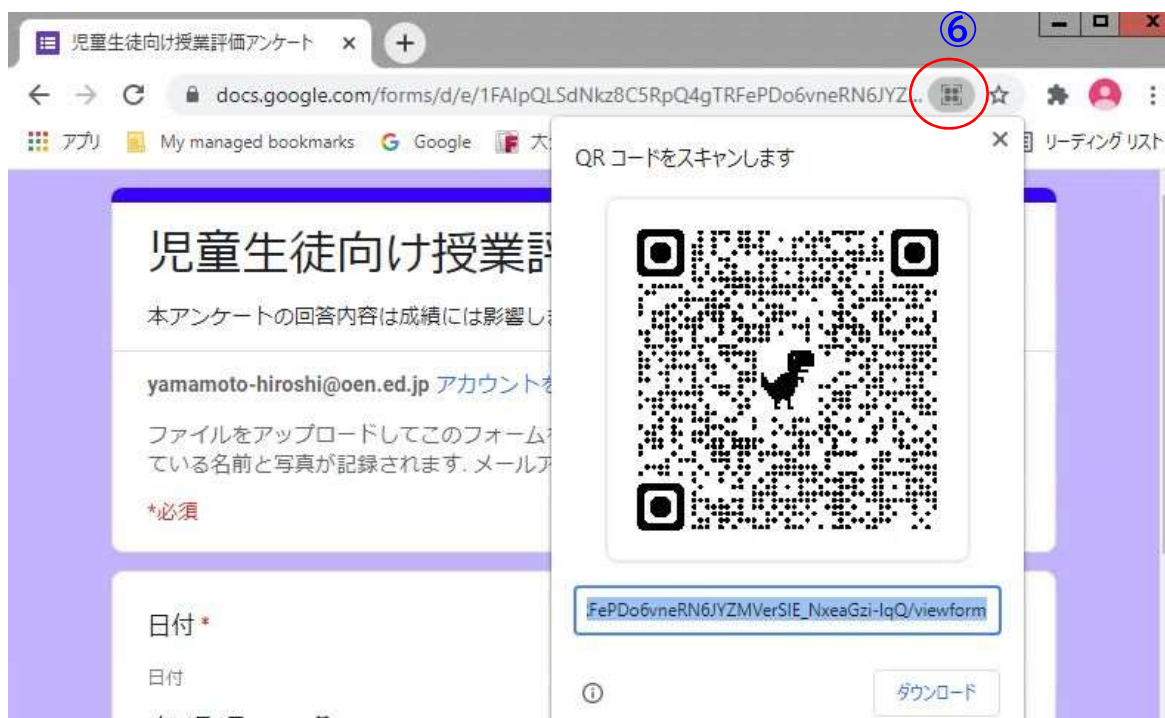 ⑥
児童生徒向け授業評価アンケート
docs.google.com/forms/d/e/1FAIpQLSdNkz8C5RpQ4gTRFePDo6vneRN6JYZ...
アプリ My managed bookmarks Google 大 リーディングリスト
QR コードをスキャンします
児童生徒向け授業評
本アンケートの回答内容は成績には影響し
yamamoto-hiroshi@oen.ed.jp アカウントを
ファイルをアップロードしてこのフォームを
ている名前と写真が記録されます. メールア
*必須
FePDo6vneRN6JYZMVerSIE_NxeaGzi-IqQ/viewform
日付 *
日付
ダウンロード